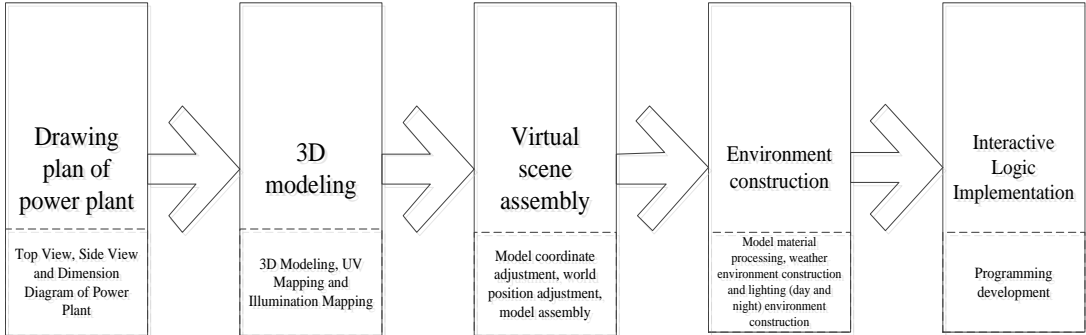 Drawing
plan of
power plant
Top View, Side View
and Dimension
Diagram of Power
Plant
3D
modeling
3D Modeling, UV
Mapping and
Illumination Mapping
Virtual
scene
assembly
Model coordinate
adjustment, world
position adjustment,
model assembly
Environment
construction
Model material
processing, weather
environment construction
and lighting (day and
night) environment
construction
Interactive
Logic
Implementation
Programming
development